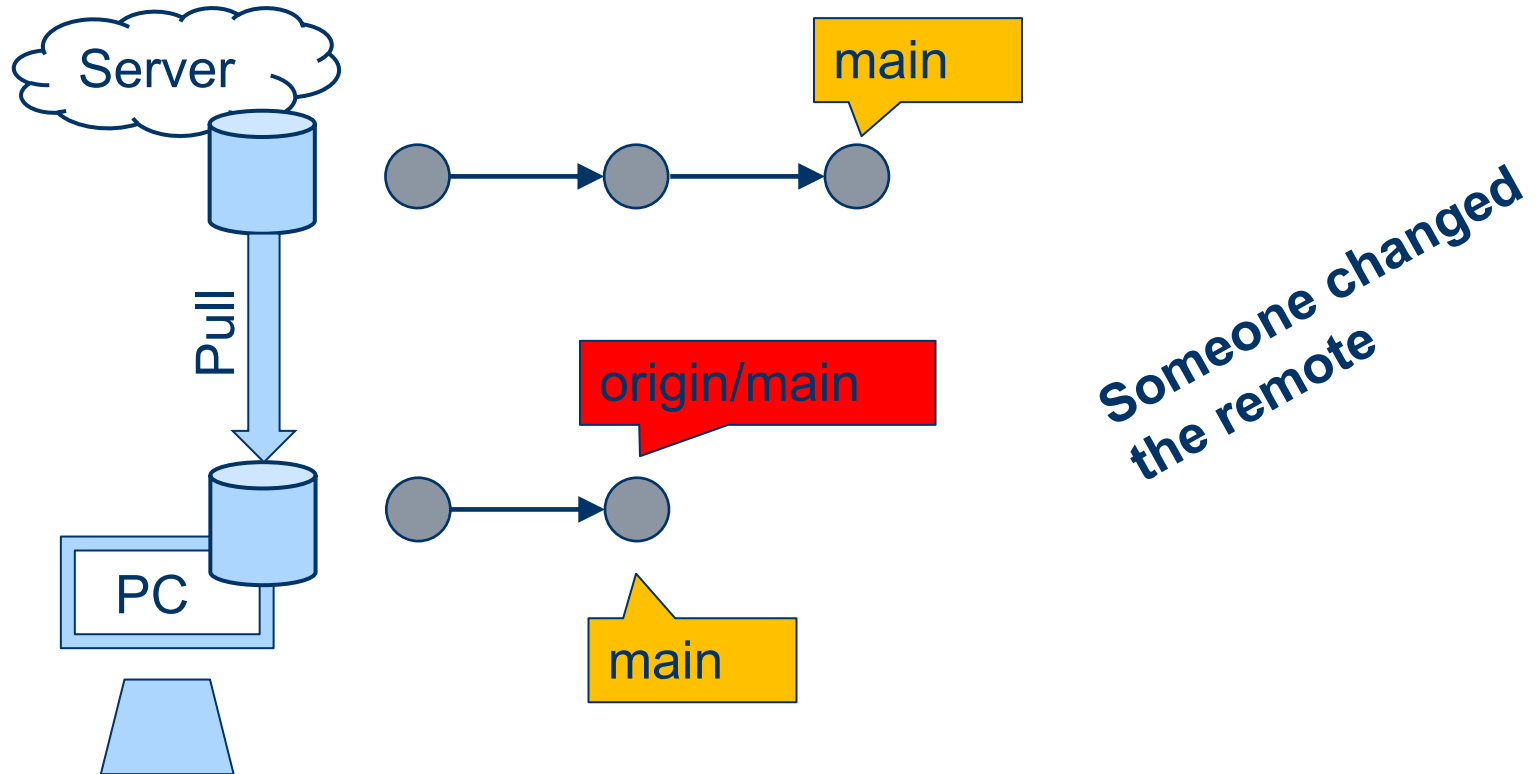 Server
main
Pull
origin/main
Someone changed
the remote
PC
main